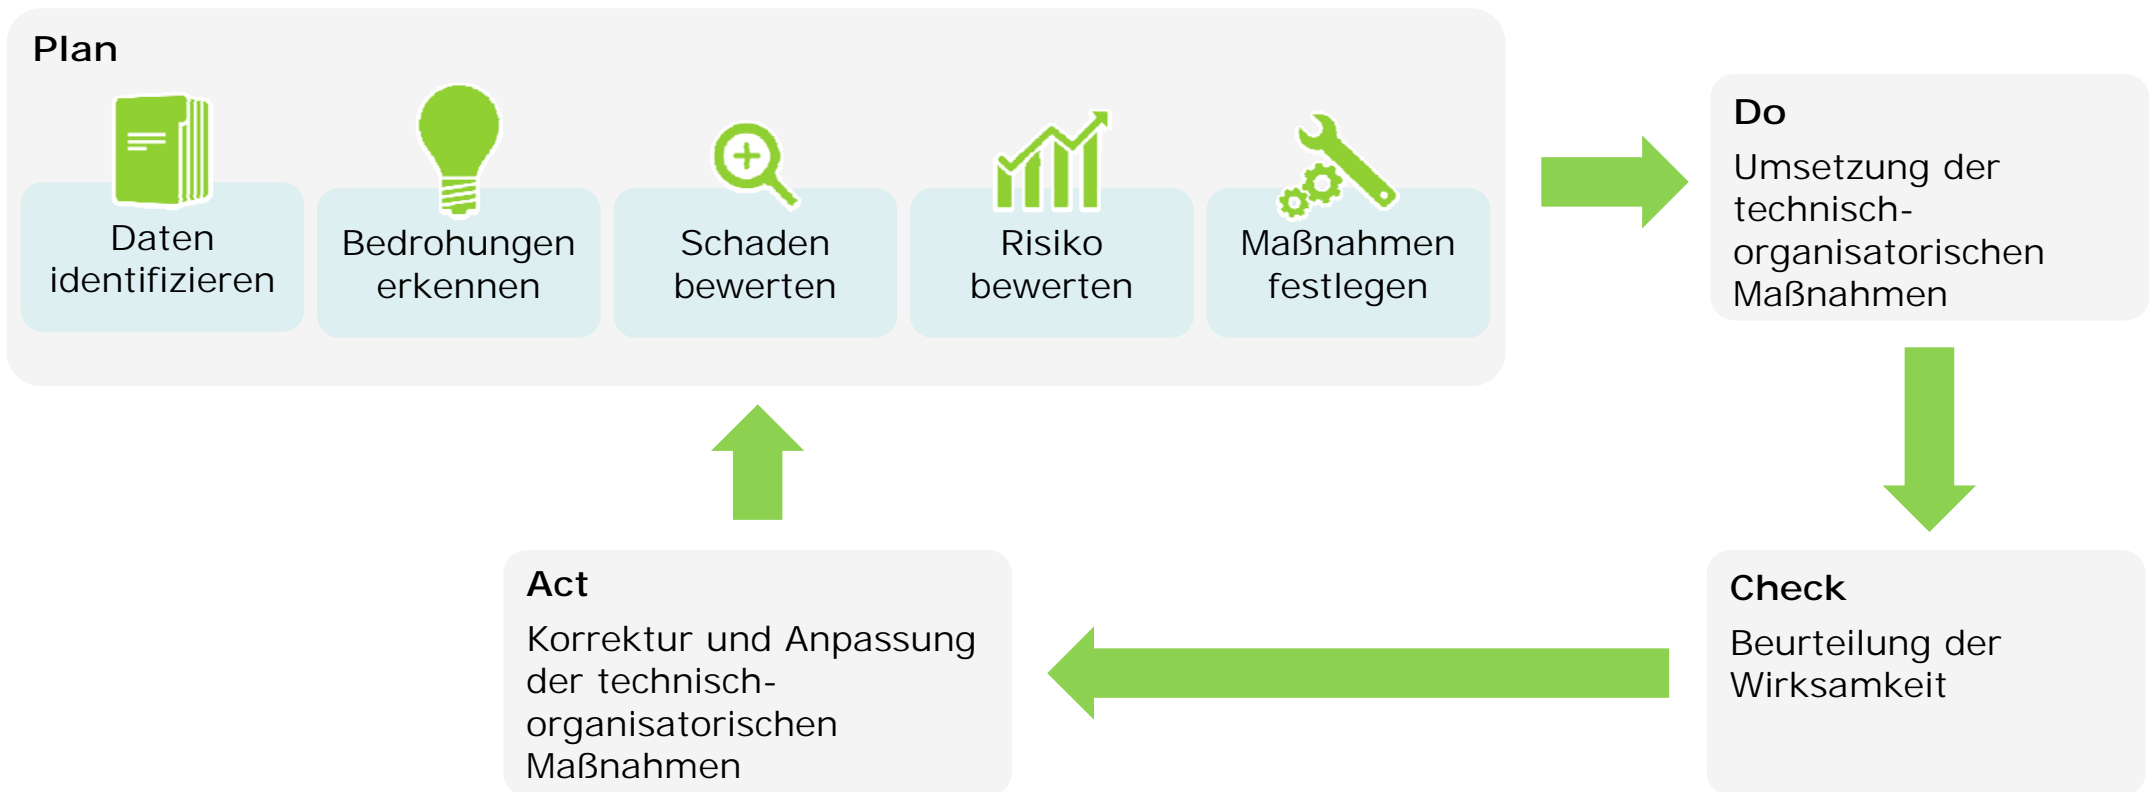 Plan
Daten
identifizieren
Bedrohungen
erkennen
Schaden
bewerten
Risiko
bewerten
Maßnahmen
festlegen
Do
Umsetzung der
technisch-
organisatorischen
Maßnahmen
Check
Beurteilung der
Wirksamkeit
Act
Korrektur und Anpassung
der technisch-
organisatorischen
Maßnahmen